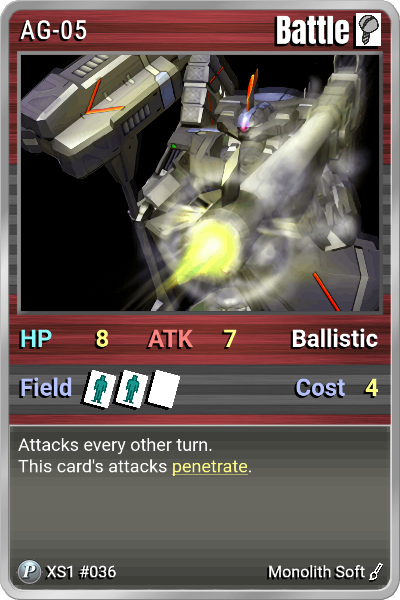 AG-05 Battle
HP 8 ATK 7 Ballistic
Field Cost 4
Attacks every other turn.
This card's attacks penetrate.
P XS1 #036 Monolith Soft